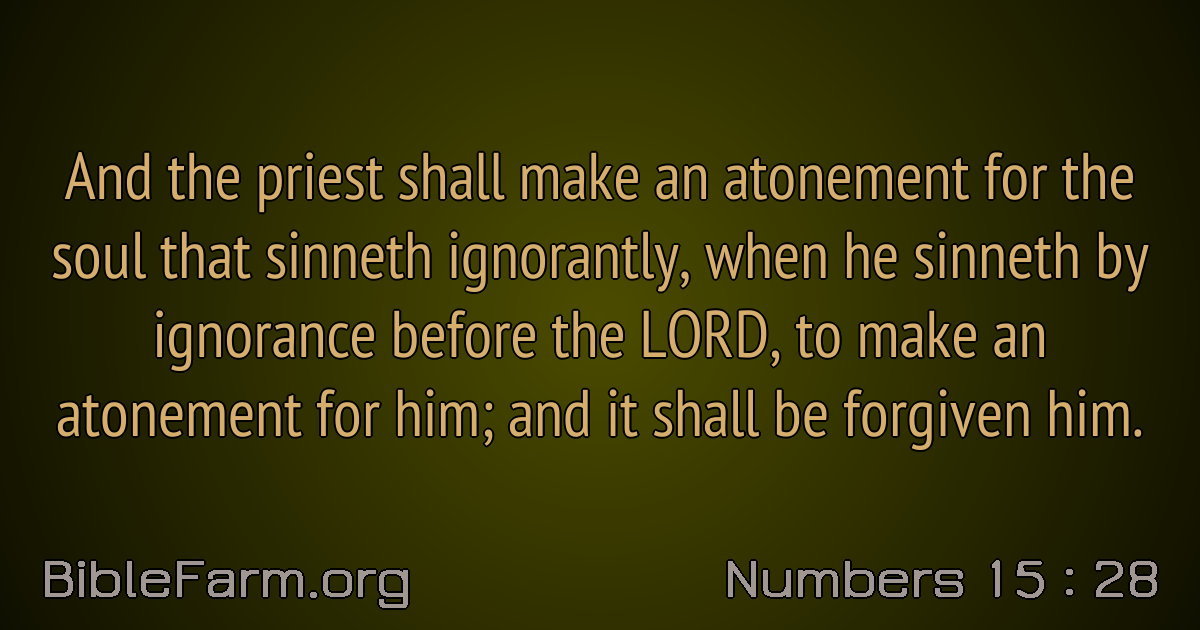 And the priest shall make an atonement for the
soul that sinneth ignorantly, when he sinneth by
ignorance before the LORD, to make an
atonement for him; and it shall be forgiven him.
BibleFarm.org
Numbers 15 : 28